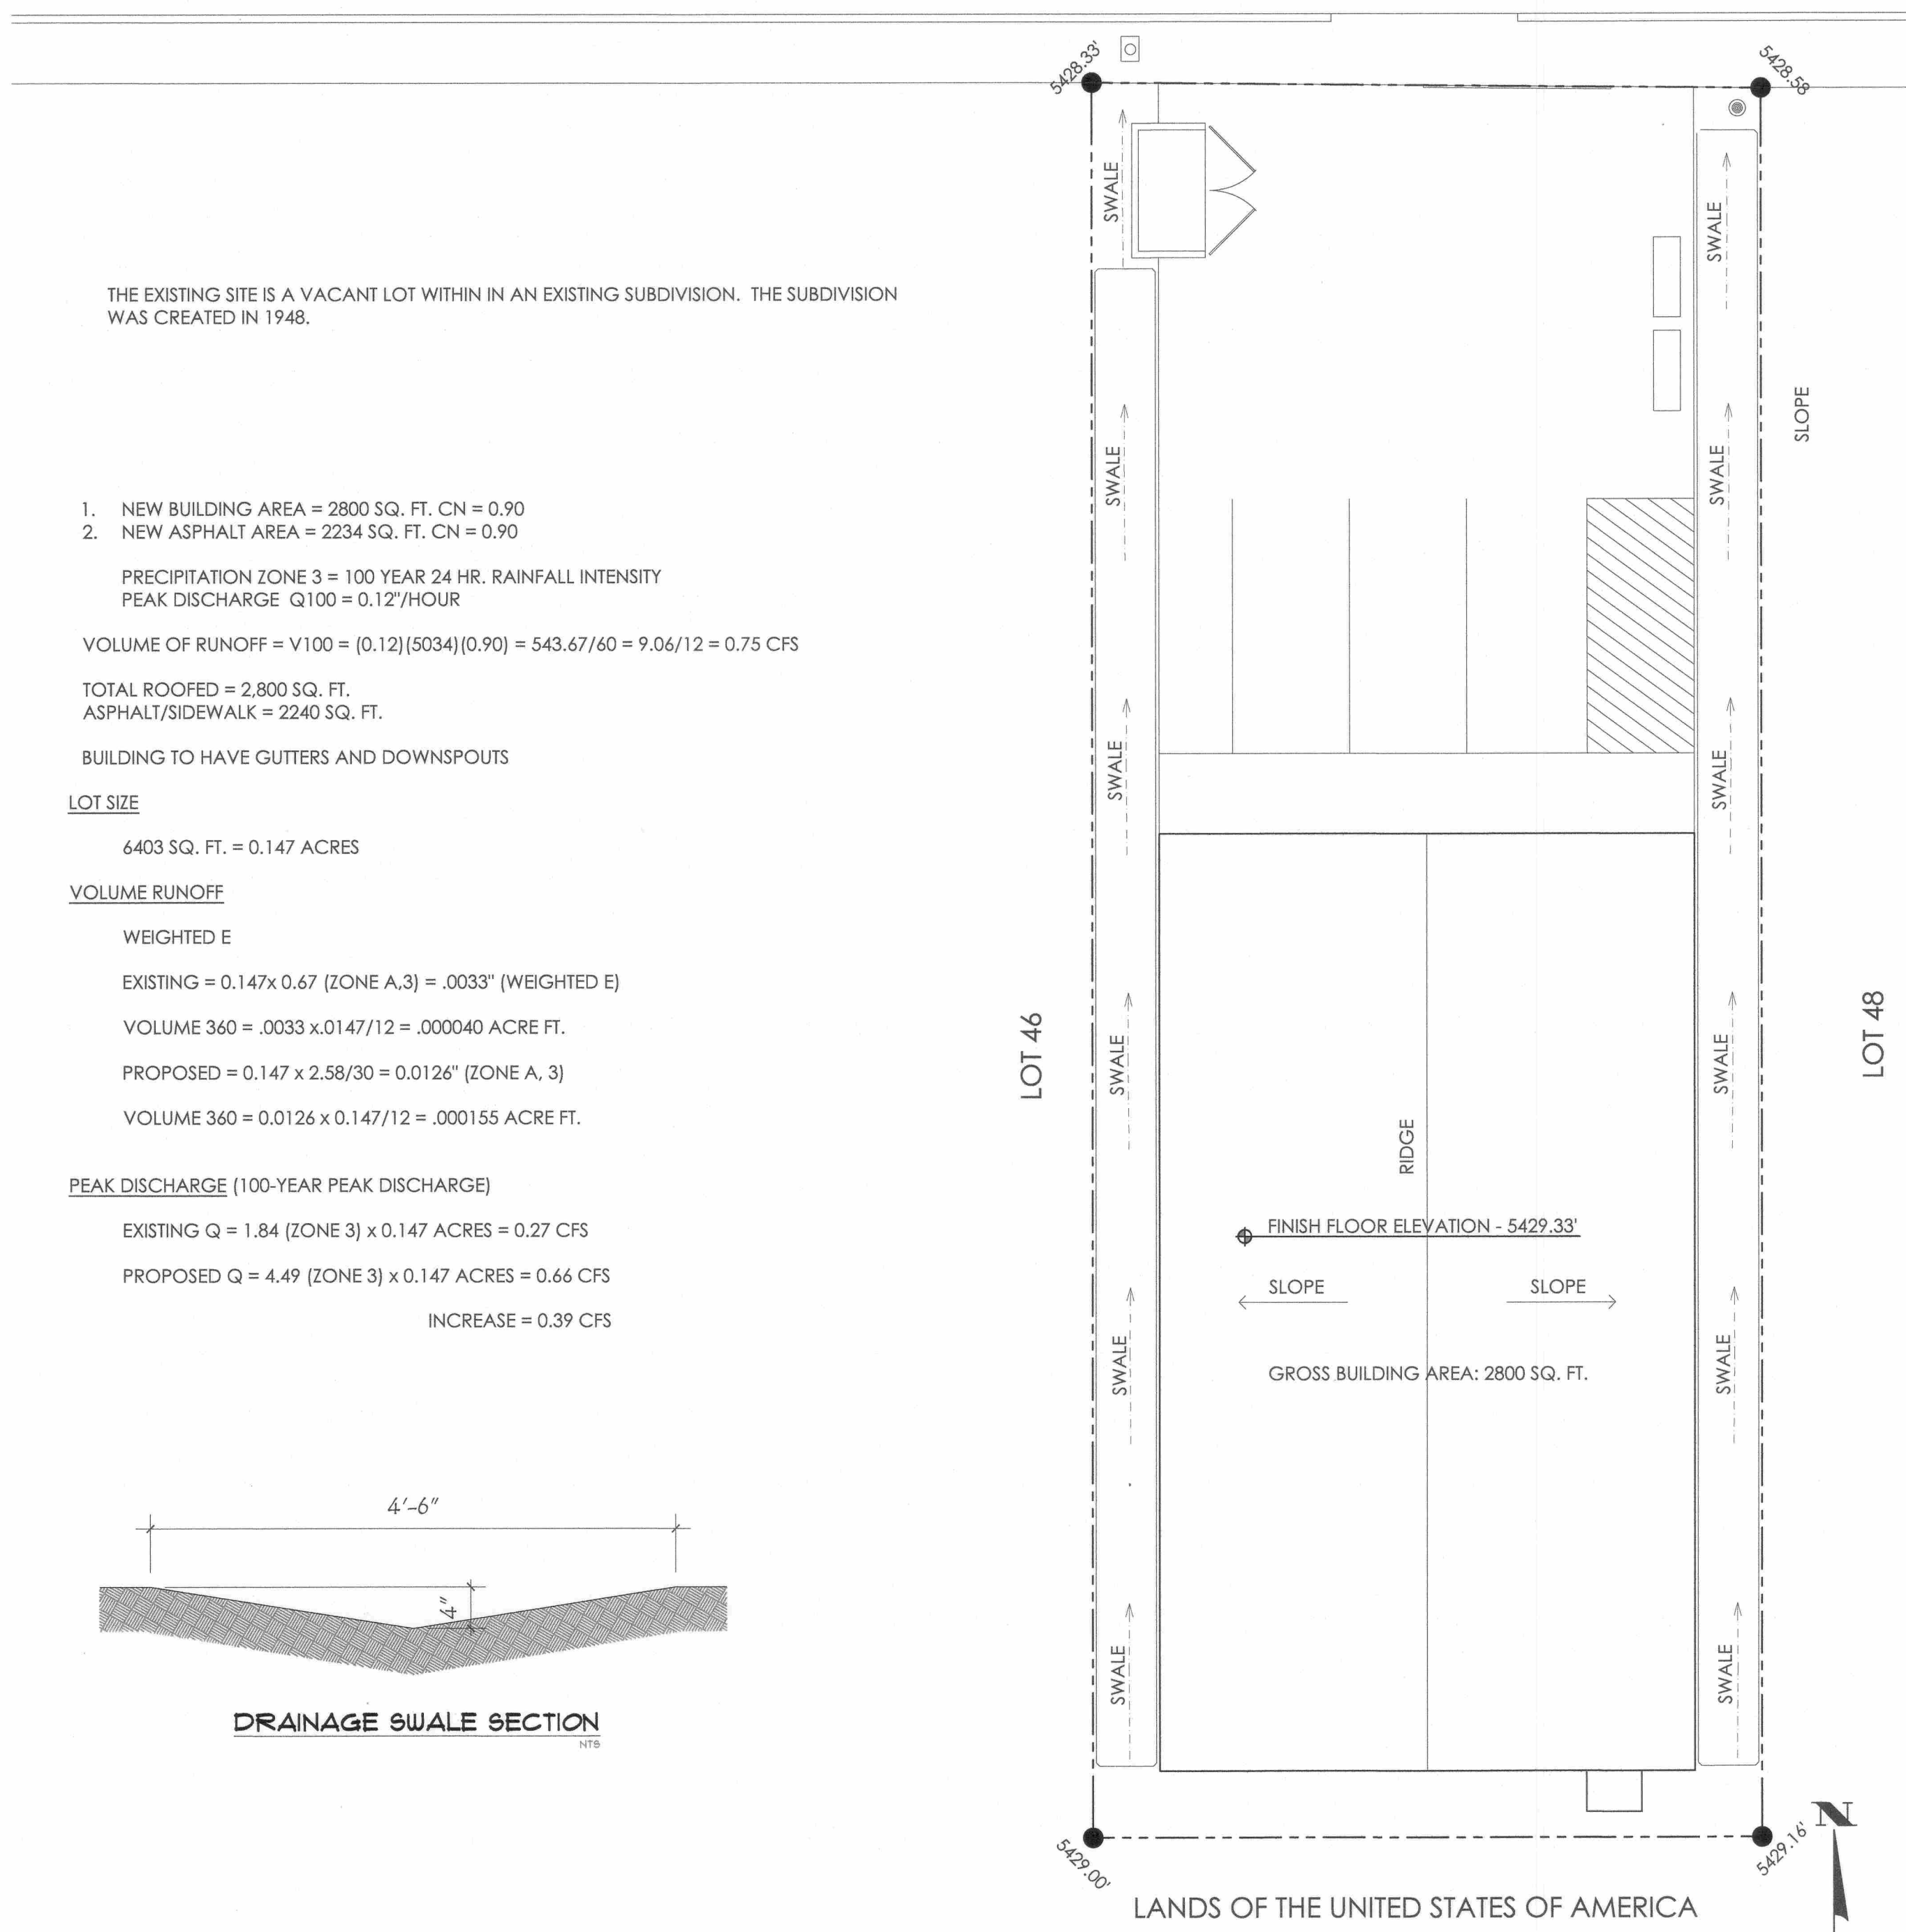 THE EXISTING SITE IS A VACANT LOT WITHIN IN AN EXISTING SUBDIVISION. THE SUBDIVISION
WAS CREATED IN 1948.
1. NEW BUILDING AREA = 2800 SQ. FT. CN = 0.90
2. NEW ASPHALT AREA = 2234 SQ. FT. CN = 0.90
PRECIPITATION ZONE 3 = 100 YEAR 24 HR. RAINFALL INTENSITY
PEAK DISCHARGE Q100 = 0.12"/HOUR
VOLUME OF RUNOFF = V100 = (0.12)(5034)(0.90) = 543.67/60 = 9.06/12 = 0.75 CFS
TOTAL ROOFED = 2,800 SQ. FT.
ASPHALT/SIDEWALK = 2240 SQ. FT.
BUILDING TO HAVE GUTTERS AND DOWNSPOUTS
LOT SIZE
6403 SQ. FT. = 0.147 ACRES
VOLUME RUNOFF
WEIGHTED E
EXISTING = 0.147x 0.67 (ZONE A,3) = .0033" (WEIGHTED E)
VOLUME 360 = .0033 x.0147/12 = .000040 ACRE FT.
PROPOSED = 0.147 x 2.58/30 = 0.0126" (ZONE A, 3)
VOLUME 360 = 0.0126 x 0.147/12 = .000155 ACRE FT.
PEAK DISCHARGE (100-YEAR PEAK DISCHARGE)
EXISTING Q = 1.84 (ZONE 3) x 0.147 ACRES = 0.27 CFS
PROPOSED Q = 4.49 (ZONE 3) x 0.147 ACRES = 0.66 CFS
INCREASE = 0.39 CFS
4'-6"
4"
DRAINAGE SWALE SECTION
NTS
5428.33'
5428.58
SWALE
SWALE
SWALE
SWALE
SWALE
SWALE
SWALE
SWALE
SWALE
SWALE
SWALE
SWALE
SLOPE
LOT 46
LOT 48
RIDGE
FINISH FLOOR ELEVATION - 5429.33'
SLOPE
SLOPE
GROSS BUILDING AREA: 2800 SQ. FT.
5429.00'
5429.16'
N
LANDS OF THE UNITED STATES OF AMERICA